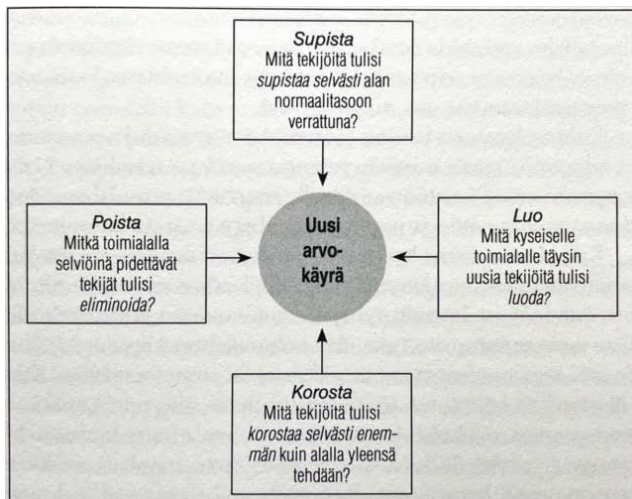 Supista
Mitä tekijöitä tulisi
supistaa selvästi alan
normaalitasoon
verrattuna?
Poista
Mitkä toimialalla
selviöinä pidettävät
tekijät tulisi
eliminoida?
Uusi
arvo-
käyrä
Luo
Mitä kyseiselle
toimialalle täysin
uusia tekijöitä tulisi
luoda?
Korosta
Mitä tekijöitä tulisi
korostaa selvästi enem-
män kuin alalla yleensä
tehdään?